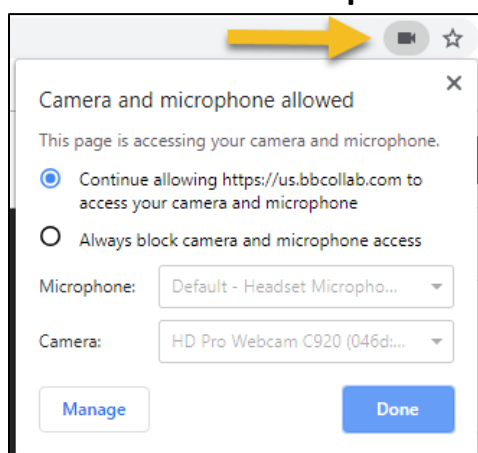 Camera and microphone allowed
This page is accessing your camera and microphone.
Continue allowing https://us.bbcollab.com to
access your camera and microphone
Always block camera and microphone access
Microphone: Default - Headset Micropho...
Camera: HD Pro Webcam C920 (046d:...
Manage Done